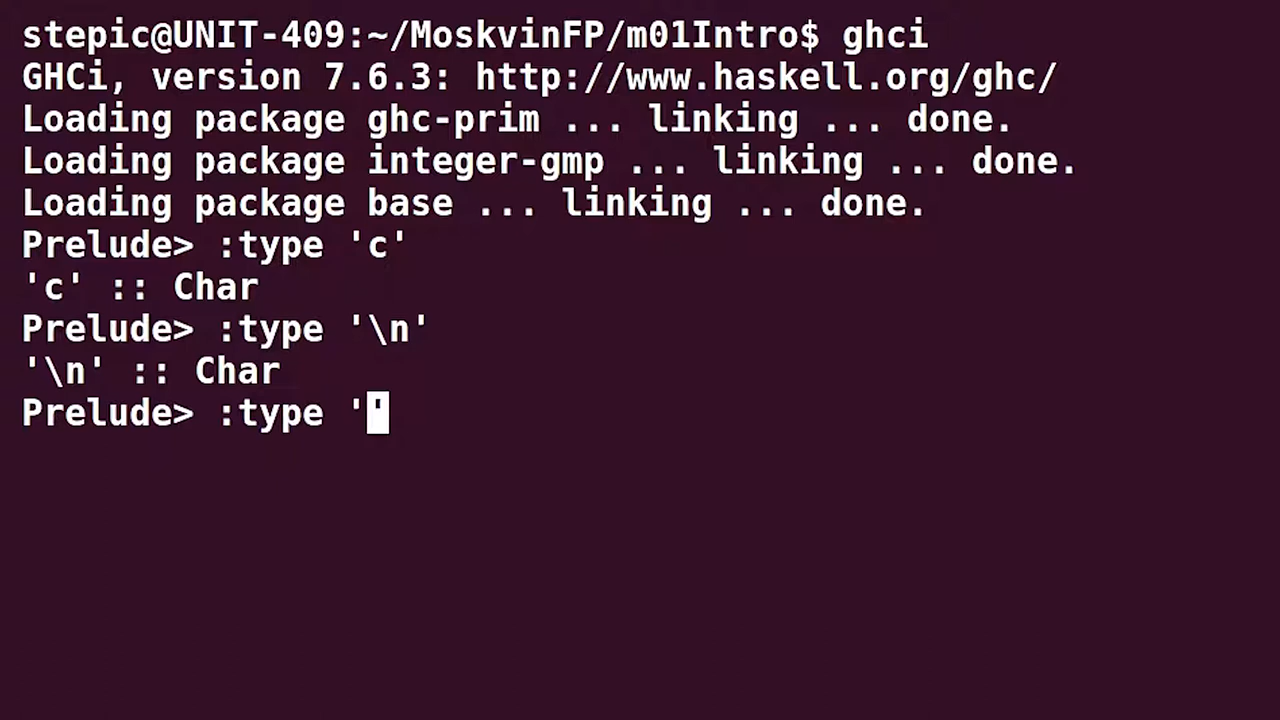 stepic@UNIT-409:~/MoskvinFP/m01Intro$ ghci
GHCi, version 7.6.3: http://www.haskell.org/ghc/
Loading package ghc-prim ... linking ... done.
Loading package integer-gmp ... linking ... done.
Loading package base ... linking ... done.
Prelude> :type 'c'
'c' :: Char
Prelude> :type '\n'
'\n' :: Char
Prelude> :type ''